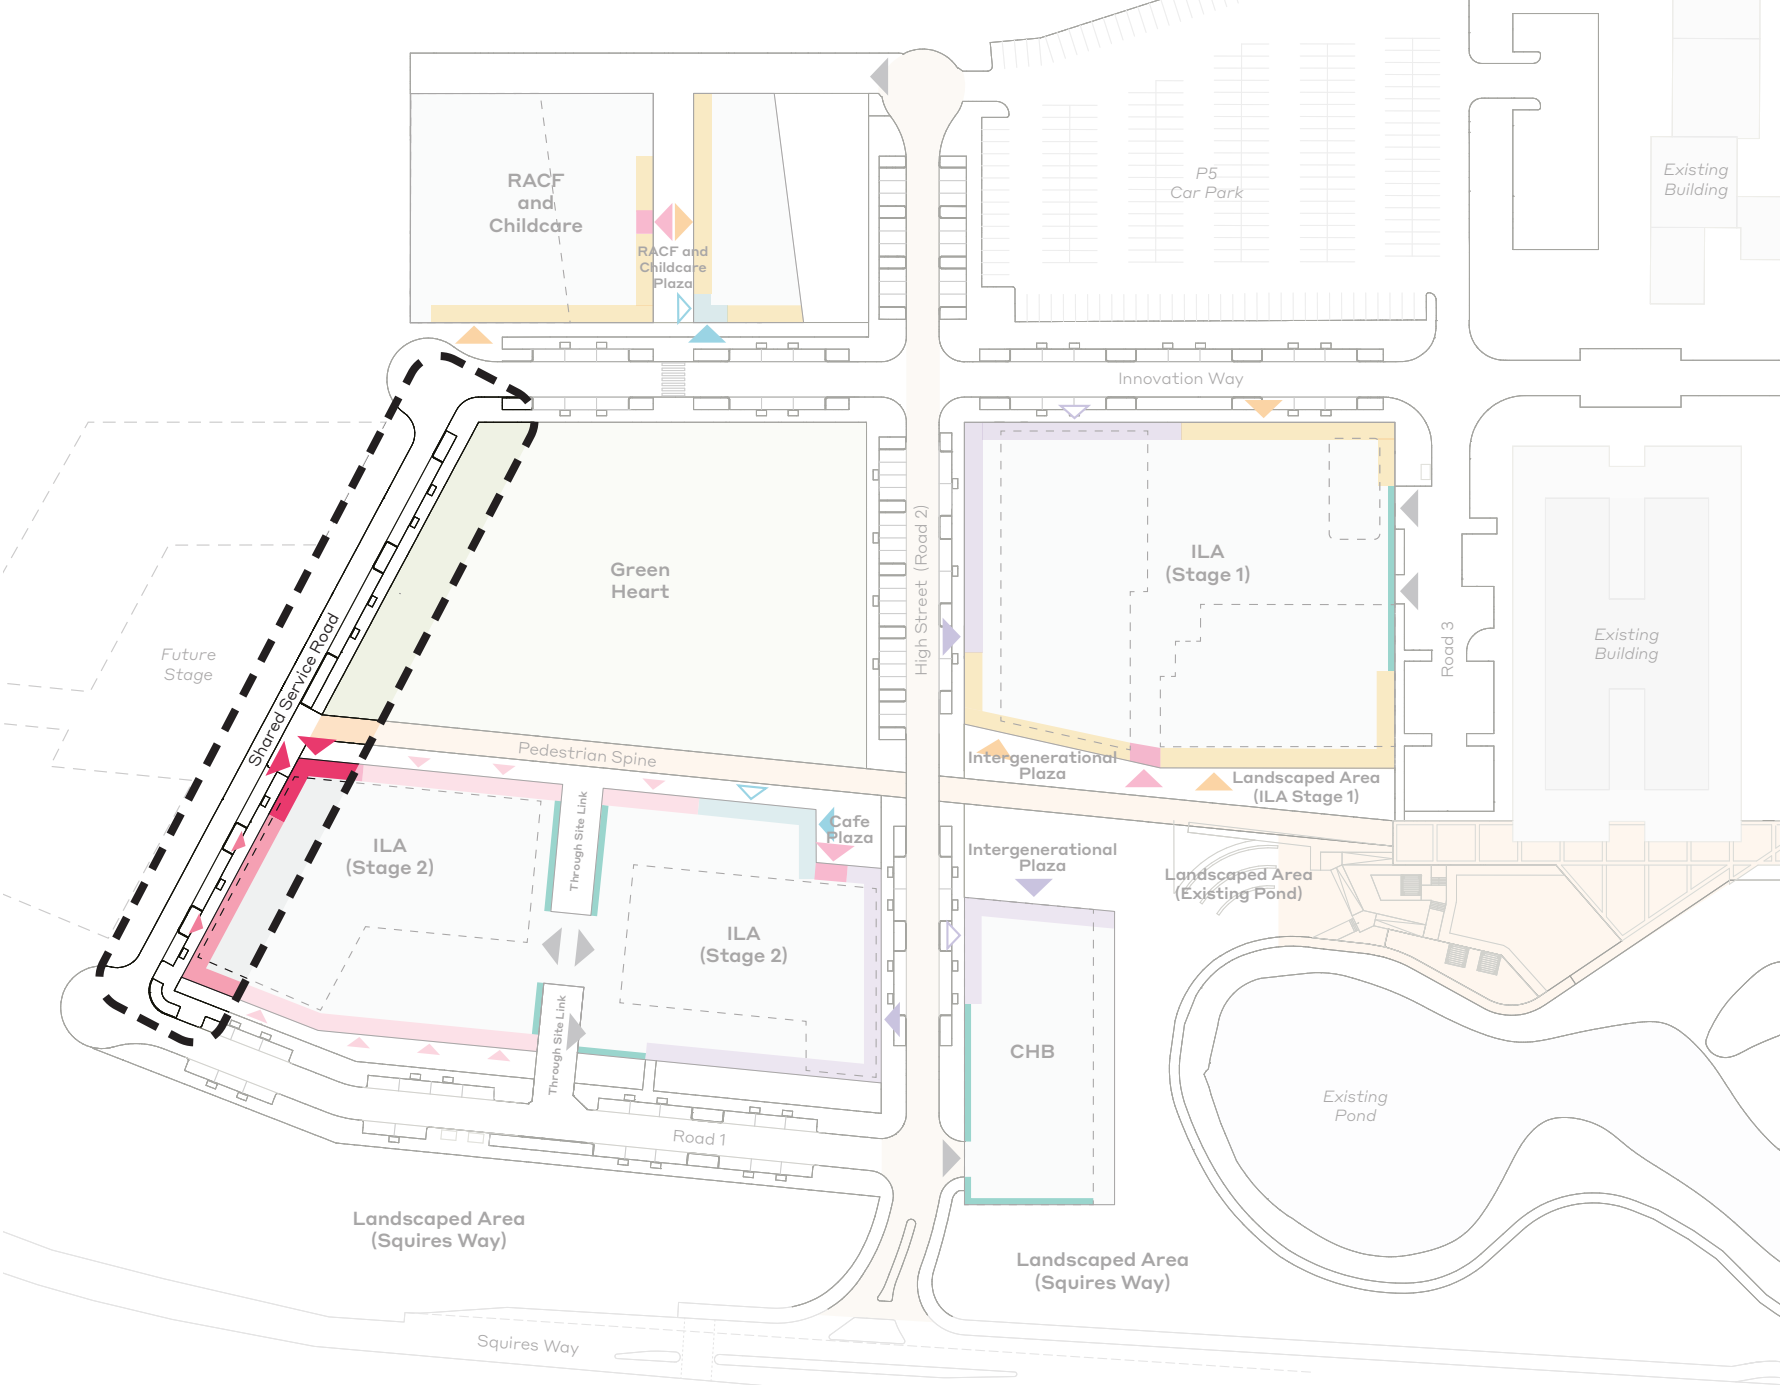 RACF
and
Childcare
P5
Car Park
Existing
Building
RACF and
Childcare
Plaza
Innovation Way
Green
Heart
High Street (Road 2)
ILA
(Stage 1)
Road 3
Existing
Building
Future
Stage
Shared Service Road
Pedestrian Spine
Intergenerational
Plaza
Landscaped Area
(ILA Stage 1)
ILA
(Stage 2)
Through Site Link
Cafe
Plaza
Intergenerational
Plaza
Landscaped Area
(Existing Pond)
ILA
(Stage 2)
Through Site Link
CHB
Existing
Pond
Road 1
Landscaped Area
(Squires Way)
Landscaped Area
(Squires Way)
Squires Way